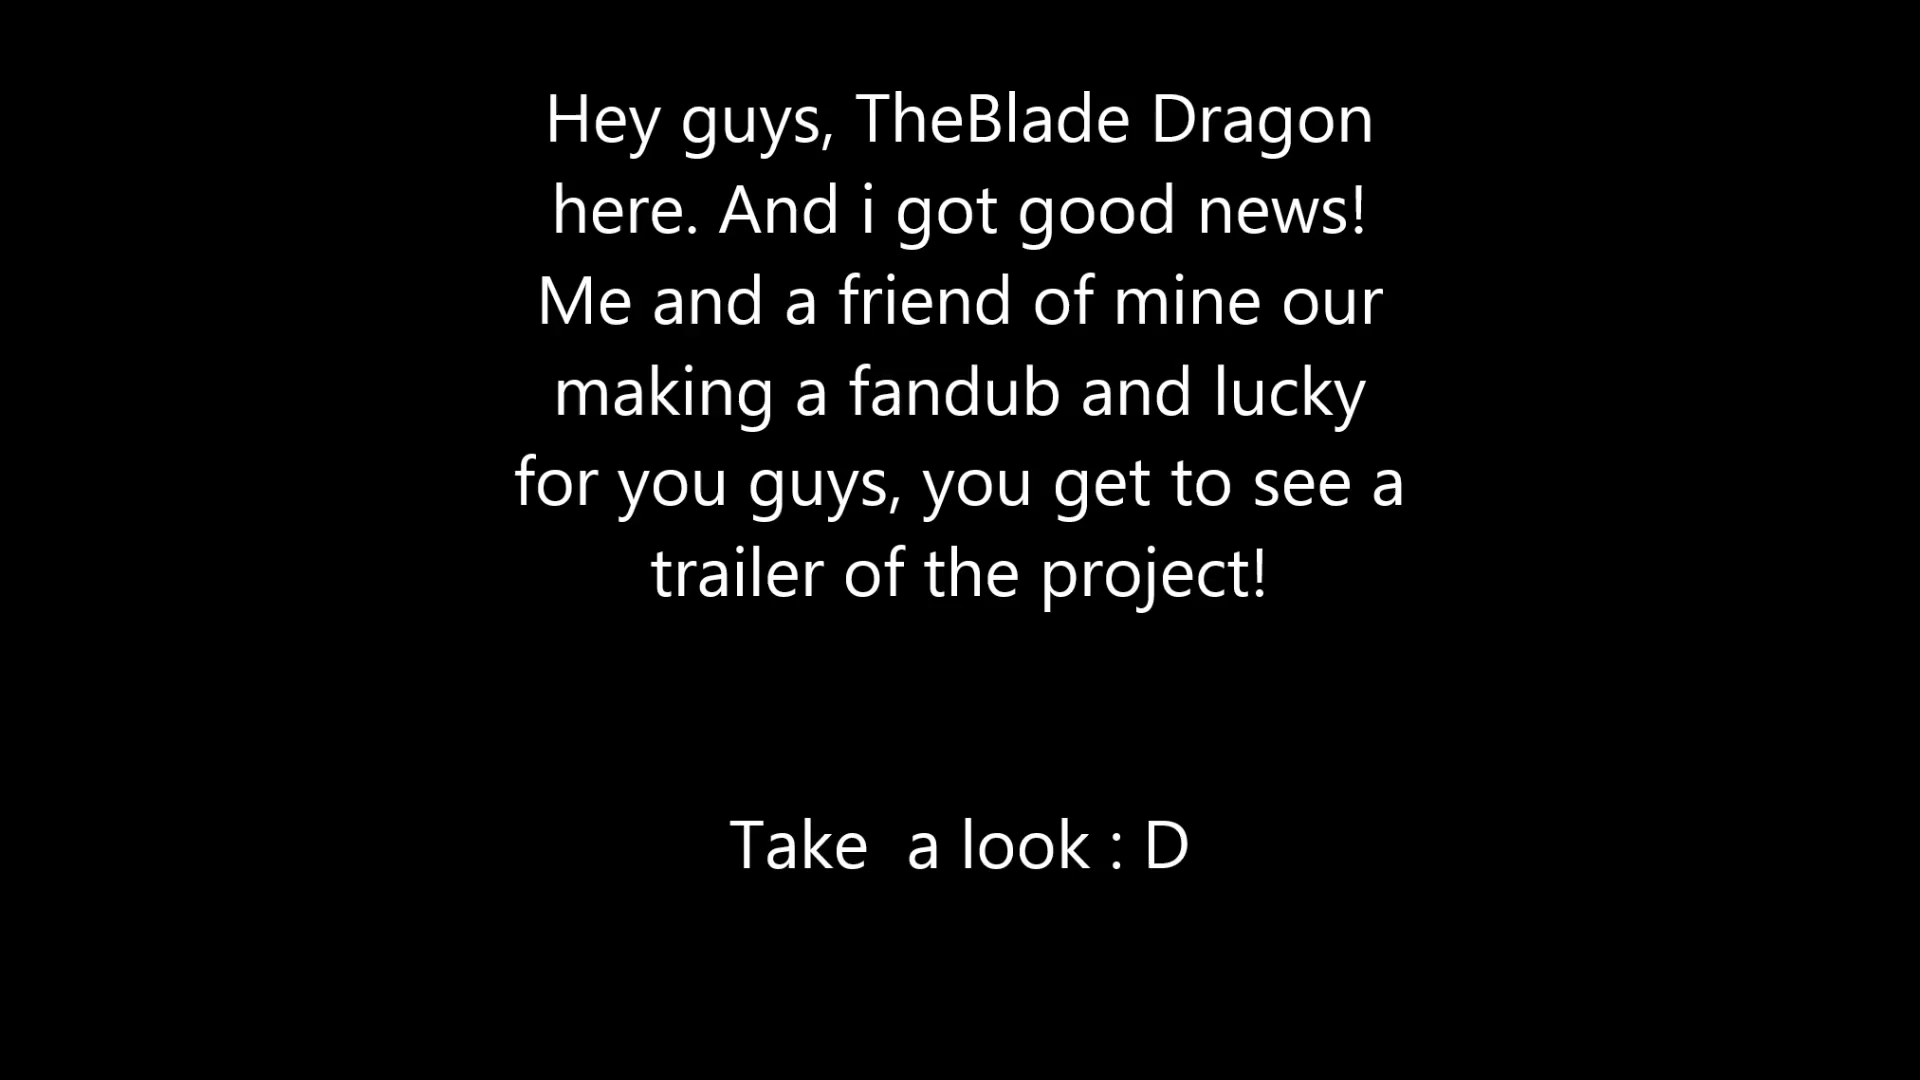 Hey guys, TheBlade Dragon
here. And i got good news!
Me and a friend of mine our
making a fandub and lucky
for you guys, you get to see a
trailer of the project!
Take  a look : D